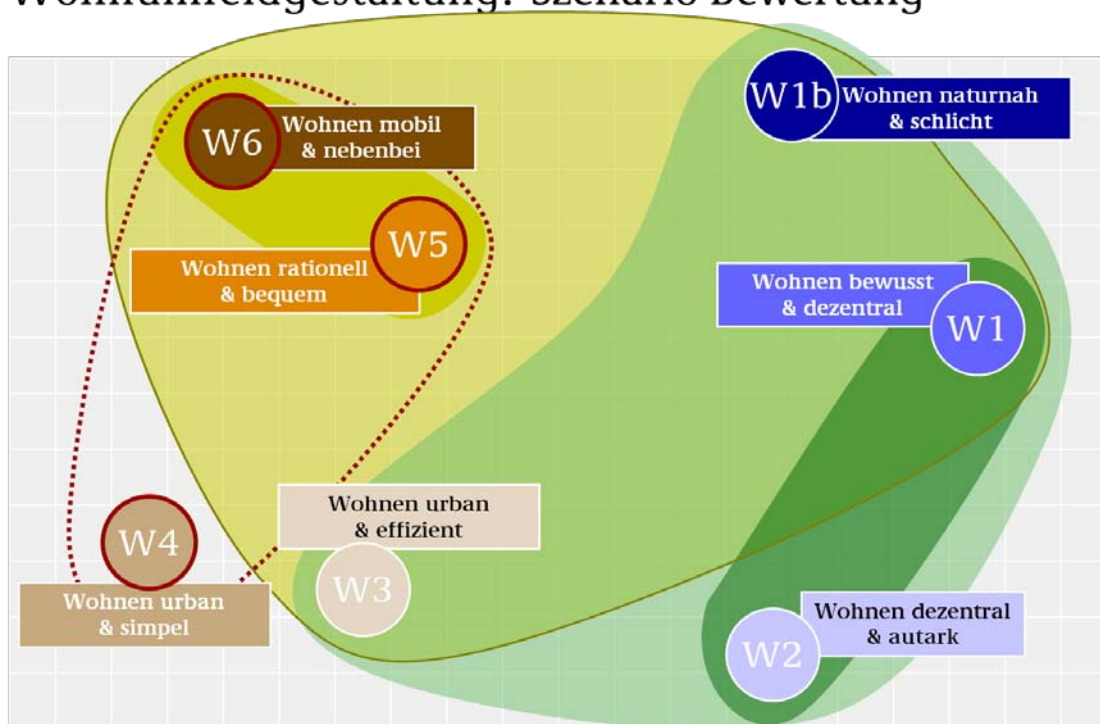 Wohnumfeldgestaltung: Szenario-Bewertung
W6
Wohnen mobil
& nebenbei
W1b
Wohnen naturnah
& schlicht
W5
Wohnen rationell
& bequem
Wohnen bewusst
& dezentral
W1
Wohnen urban
& effizient
W3
W4
Wohnen urban
& simpel
Wohnen dezentral
& autark
W2